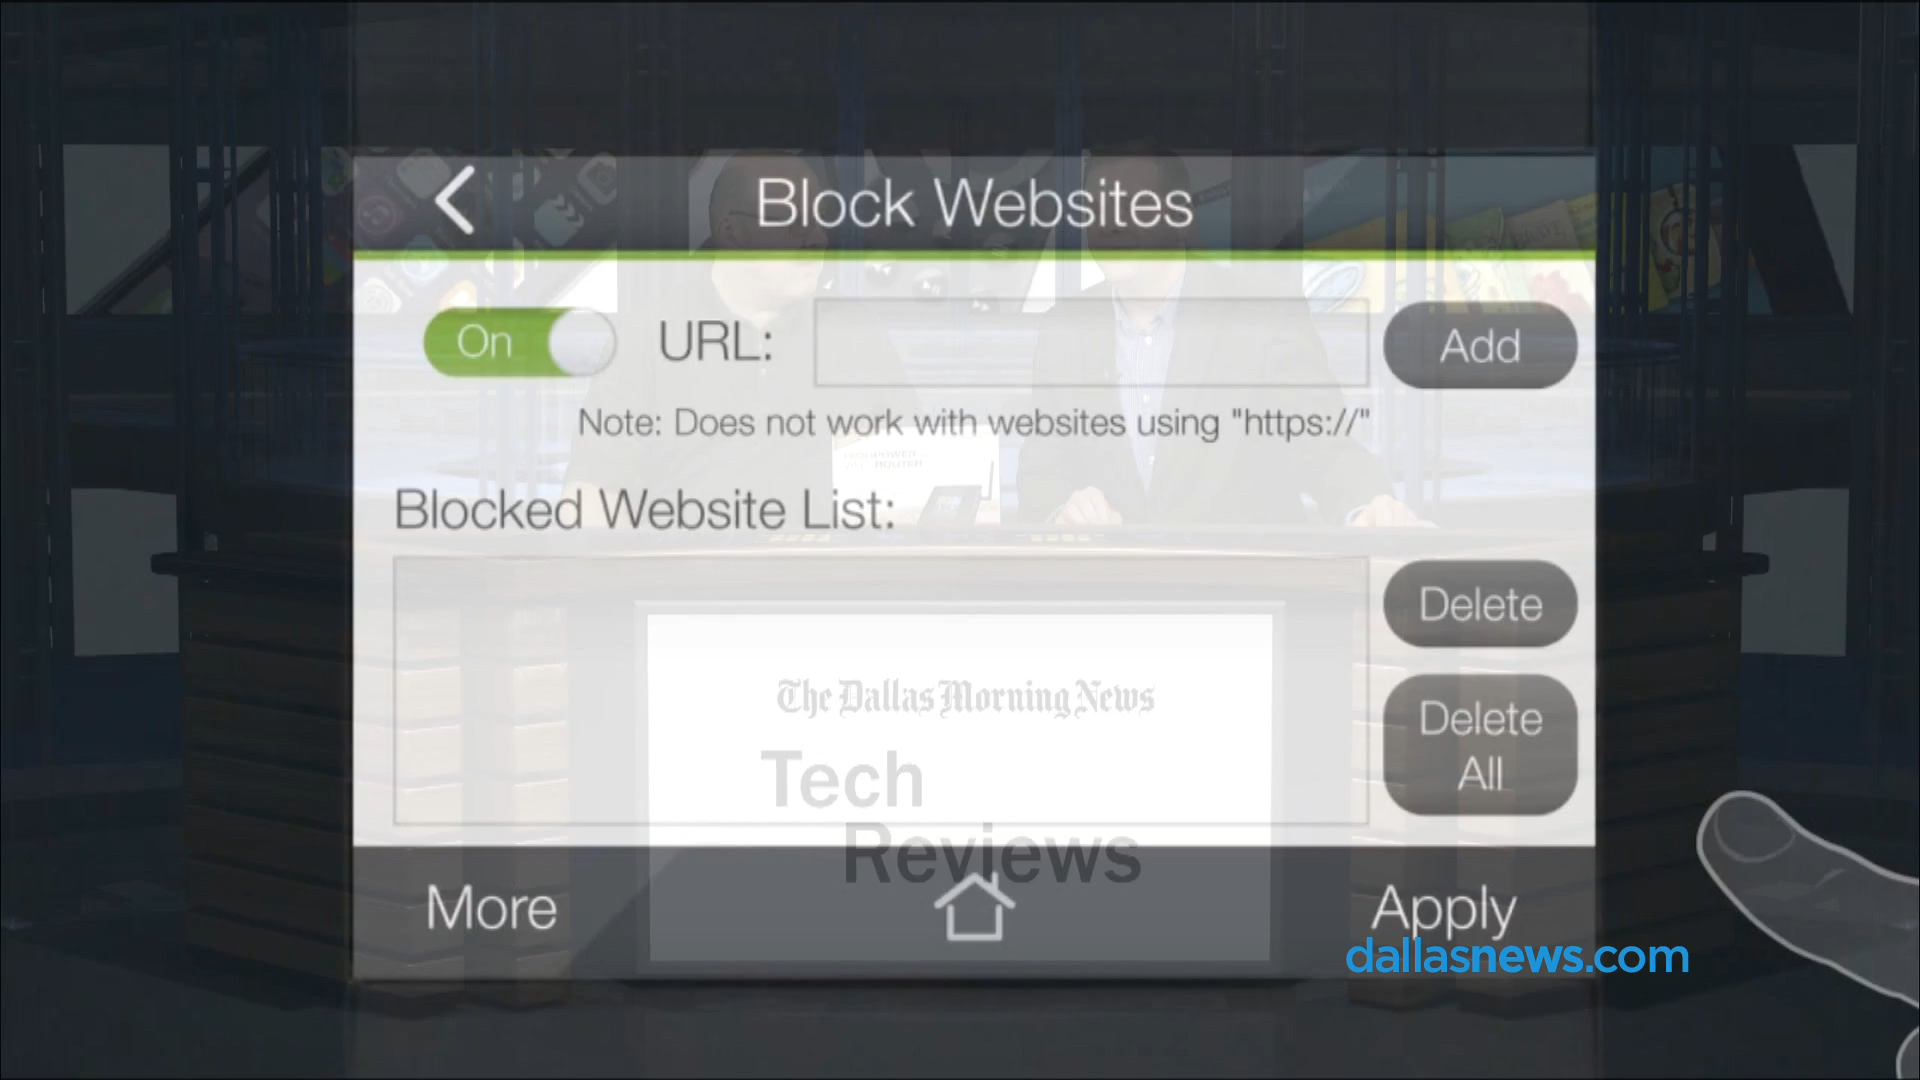 Block Websites
On
URL:
Add
Note: Does not work with websites using "https://"
ROUTER
Blocked Website List:
Delete
The Dallas Morning News
Delete
All
Tech
Reviews
More
Apply
dallasnews.com